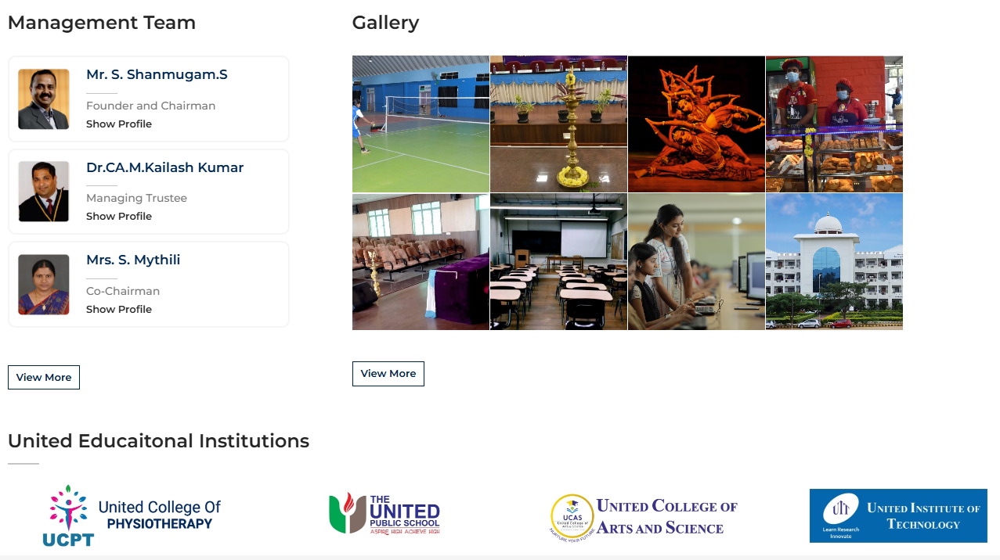 Management Team
Mr. S. Shanmugam.S
Founder and Chairman
Show Profile
Dr.CA.M.Kailash Kumar
Managing Trustee
Show Profile
Mrs. S. Mythili
Co-Chairman
Show Profile
View More
Gallery
View More
United Educaitonal Institutions
UCPT
United College Of
PHYSIOTHERAPY
THE
UNITED
PUBLIC SCHOOL
ASPIRE HIGH ACHIEVE HIGH
UCAS
United College of
Arts & Science
NURTURE YOUR FUTURE
UNITED COLLEGE OF
ARTS AND SCIENCE
UIT
Learn Research
Innovate
UNITED INSTITUTE OF
TECHNOLOGY